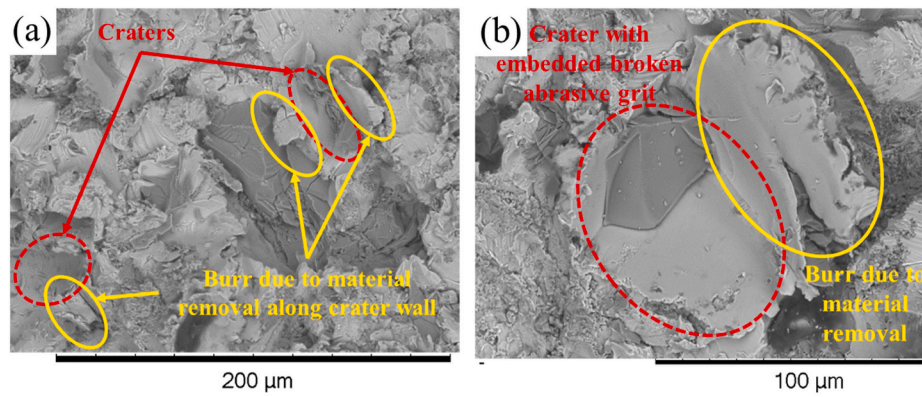 (a)
Craters
Burr due to material
removal along crater wall
200 µm
(b)
Crater with
embedded broken
abrasive grit
Burr due to
material
removal
100 µm